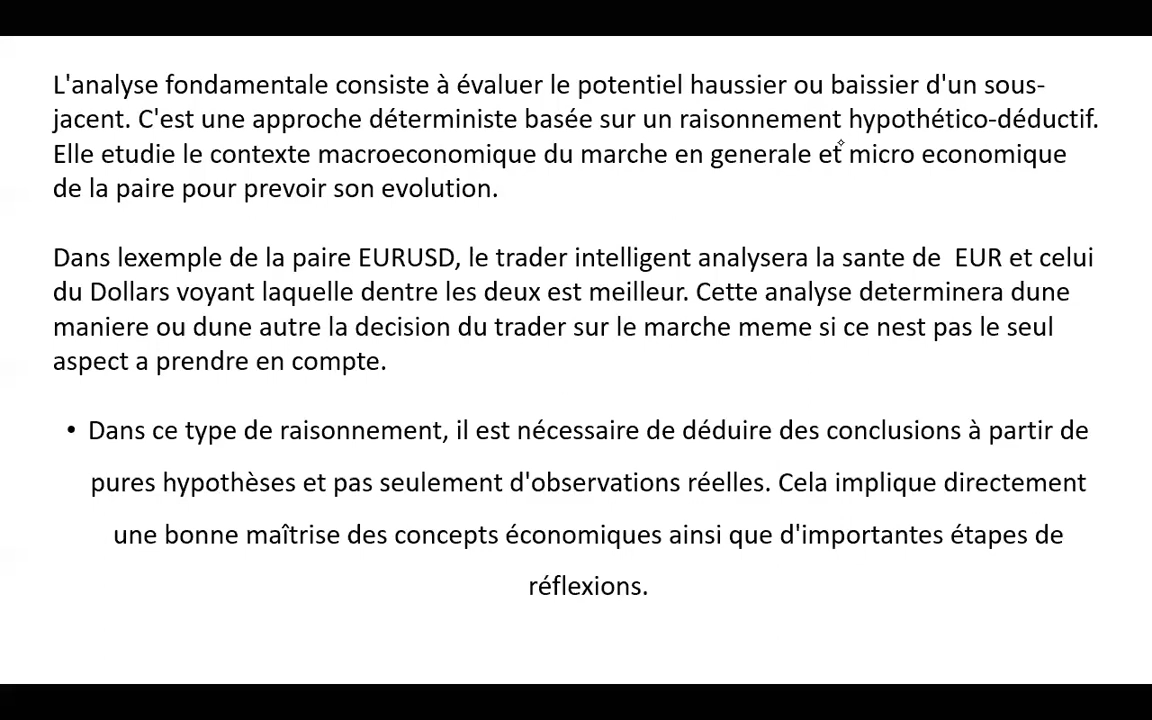 L'analyse fondamentale consiste à évaluer le potentiel haussier ou baissier d'un sous-
jacent. C'est une approche déterministe basée sur un raisonnement hypothético-déductif.
Elle etudie le contexte macroeconomique du marche en generale et micro economique
de la paire pour prevoir son evolution.
Dans lexemple de la paire EURUSD, le trader intelligent analysera la sante de  EUR et celui
du Dollars voyant laquelle dentre les deux est meilleur. Cette analyse determinera dune
maniere ou dune autre la decision du trader sur le marche meme si ce nest pas le seul
aspect a prendre en compte.
• Dans ce type de raisonnement, il est nécessaire de déduire des conclusions à partir de
pures hypothèses et pas seulement d'observations réelles. Cela implique directement
une bonne maîtrise des concepts économiques ainsi que d'importantes étapes de
réflexions.